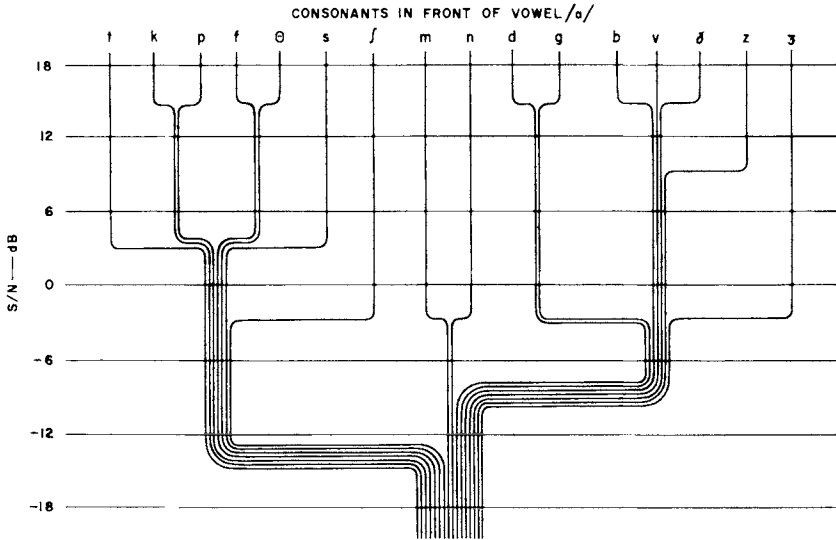 CONSONANTS IN FRONT OF VOWEL /a/
t k p f θ s ʃ m n d g b v ð z ʒ
18
12
6
0
-6
-12
-18
S/N — dB